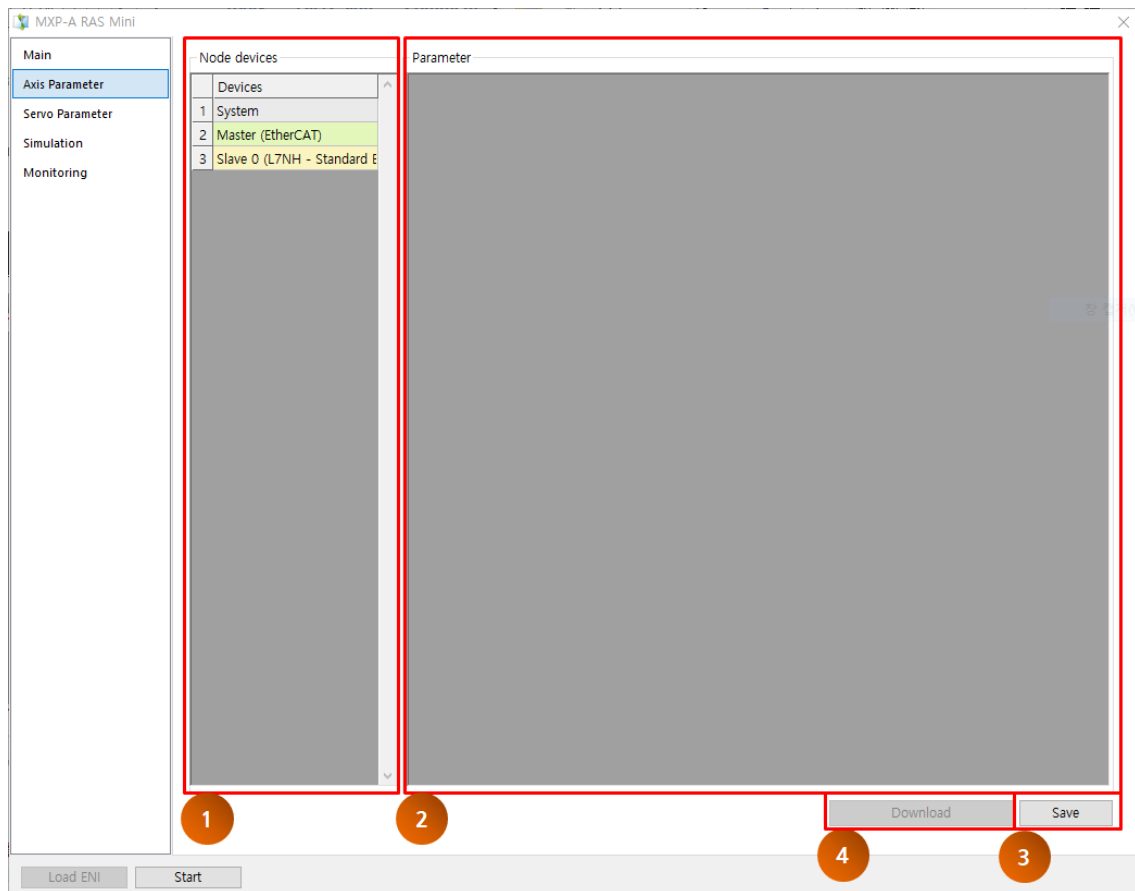 MXP-A RAS Mini
Main
Axis Parameter
Servo Parameter
Simulation
Monitoring
Node devices
Devices
1 System
2 Master (EtherCAT)
3 Slave 0 (L7NH - Standard E
Parameter
1
2
Download
Save
4
3
Load ENI
Start